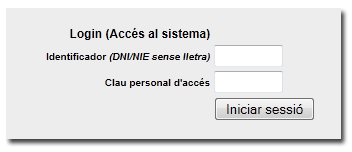 Login (Accés al sistema)
Identificador (DNI/NIE sense lletra)
Clau personal d'accés
Iniciar sessió